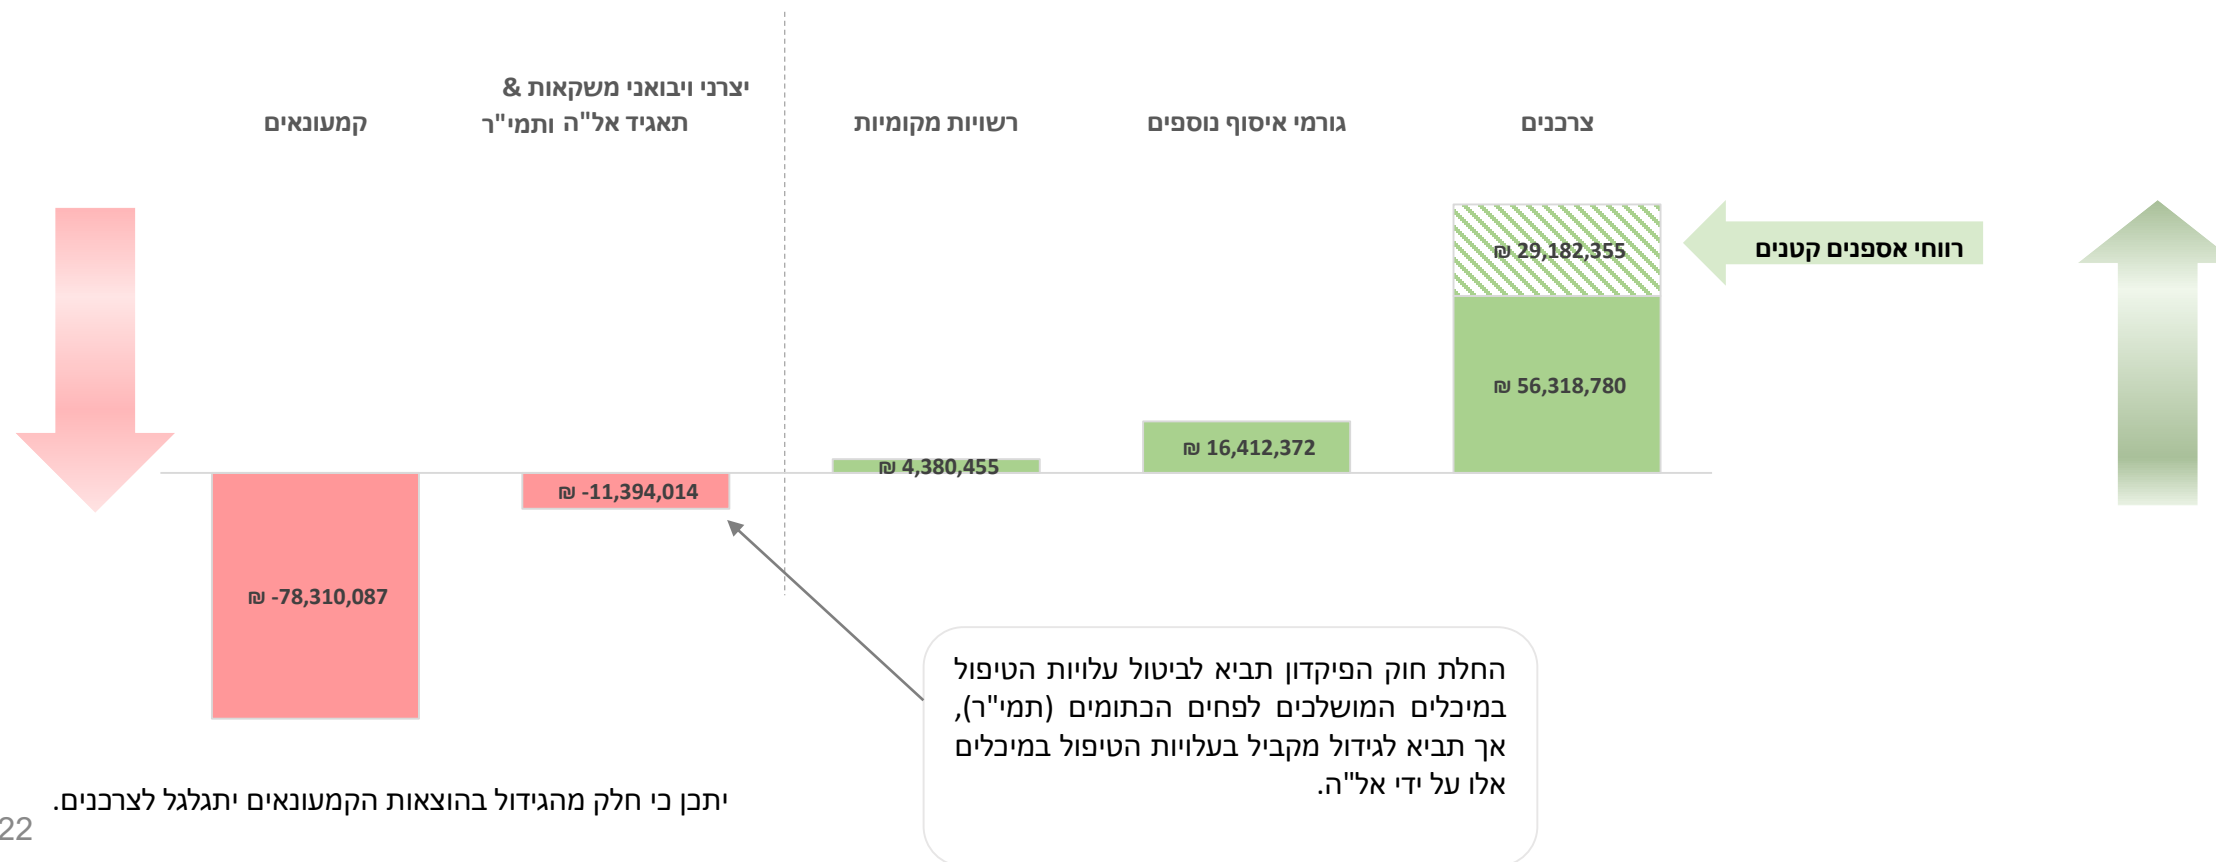 יצרני ויבואני משקאות &
תאגיד אל"ה ותמי"ר
קמעונאים
רשויות מקומיות
גורמי איסוף נוספים
צרכנים
רווחי אספנים קטנים
₪ 29,182,355
₪ 56,318,780
₪ 16,412,372
₪ 4,380,455
₪ -11,394,014
₪ -78,310,087
החלת חוק הפיקדון תביא לביטול עלויות הטיפול
במיכלים המושלכים לפחים הכתומים (תמי"ר),
אך תביא לגידול מקביל בעלויות הטיפול במיכלים
אלו על ידי אל"ה.
יתכן כי חלק מהגידול בהוצאות הקמעונאים יתגלגל לצרכנים.
22